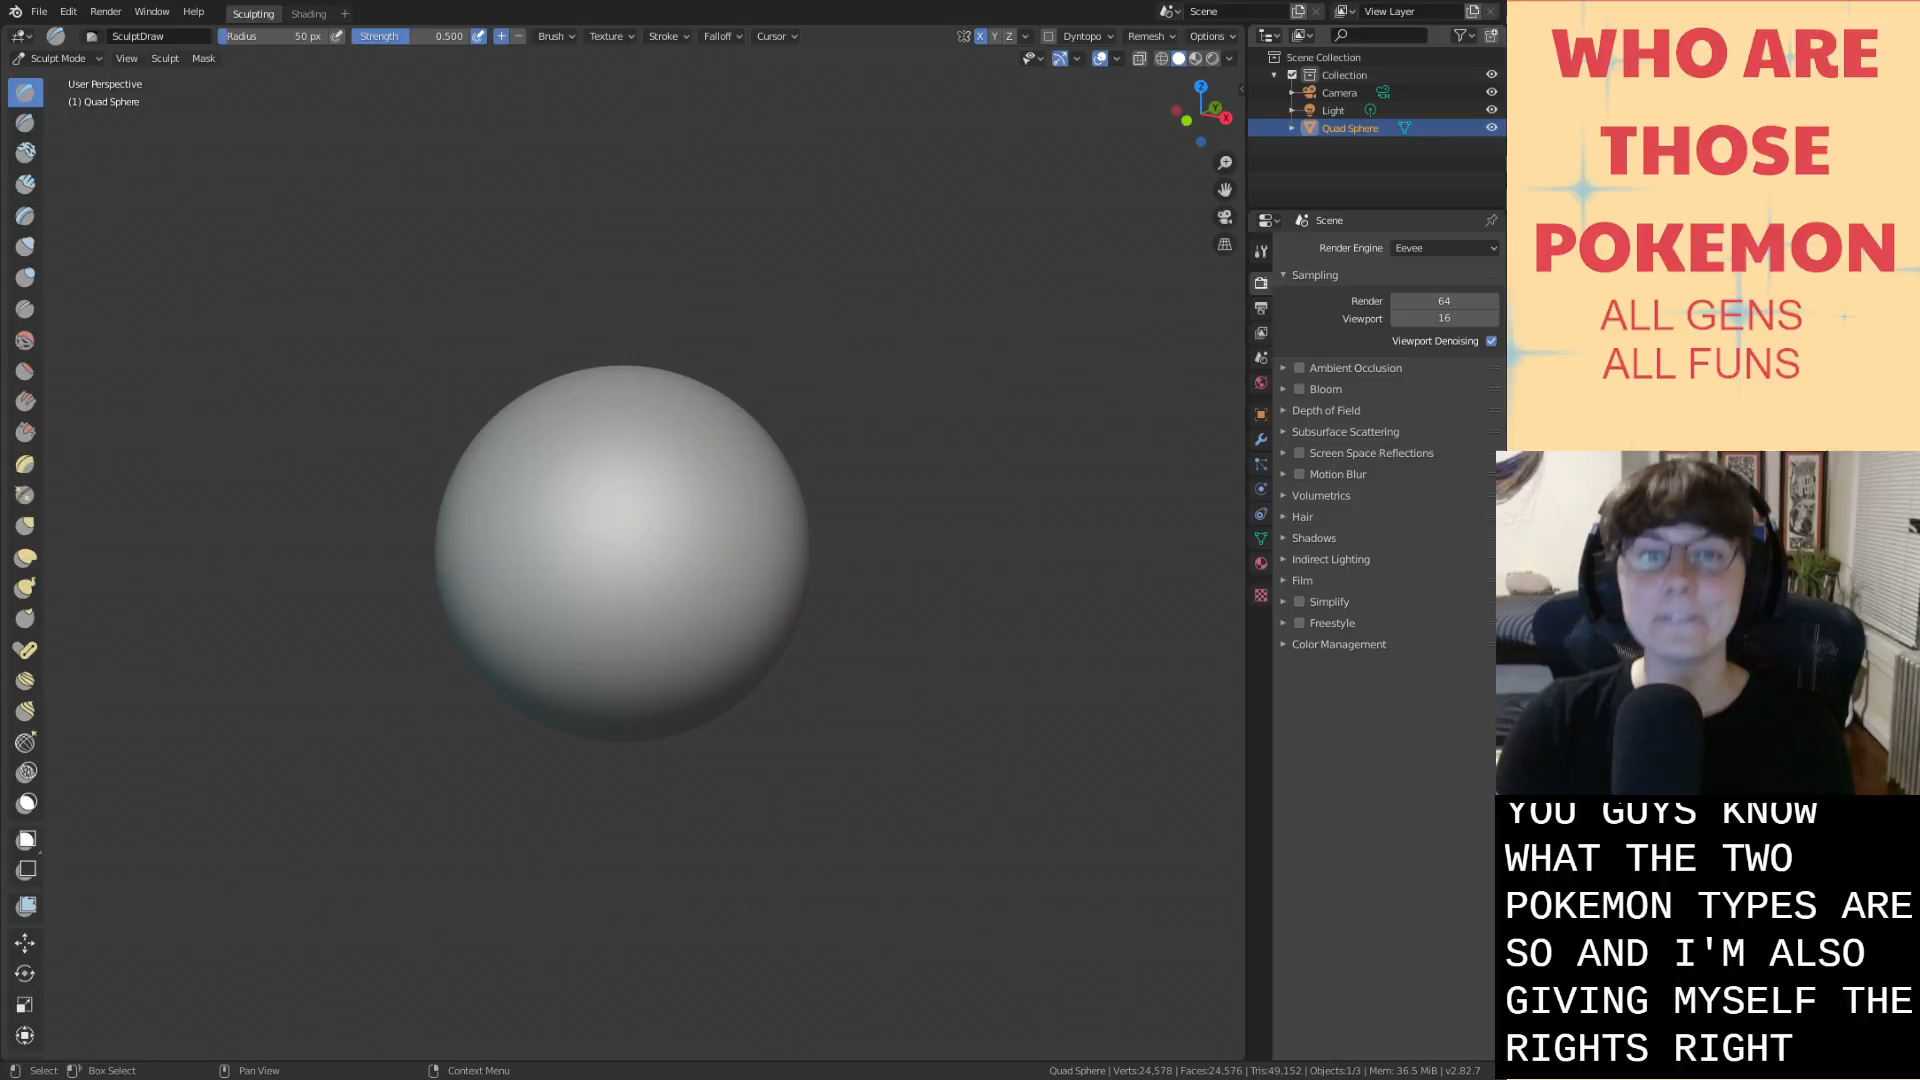 File Edit Render Window Help Sculpting Shading + Scene View Layer
SculptDraw Radius 50 px Strength 0.500 + − Brush Texture Stroke Falloff Cursor X Y Z Dyntopo Remesh Options
Sculpt Mode View Sculpt Mask
User Perspective
(1) Quad Sphere
Z
Y
X
Scene Collection
Collection
Camera
Light
Quad Sphere
Scene
Render Engine Eevee
Sampling
Render 64
Viewport 16
Viewport Denoising
Ambient Occlusion
Bloom
Depth of Field
Subsurface Scattering
Screen Space Reflections
Motion Blur
Volumetrics
Hair
Shadows
Indirect Lighting
Film
Simplify
Freestyle
Color Management
WHO ARE
THOSE
POKEMON
ALL GENS
ALL FUNS
YOU GUYS KNOW
WHAT THE TWO
POKEMON TYPES ARE
SO AND I'M ALSO
GIVING MYSELF THE
RIGHTS RIGHT
Select Box Select Pan View Context Menu Quad Sphere | Verts:24,578 | Faces:24,576 | Tris:49,152 | Objects:1/3 | Mem: 36.5 MiB | v2.82.7